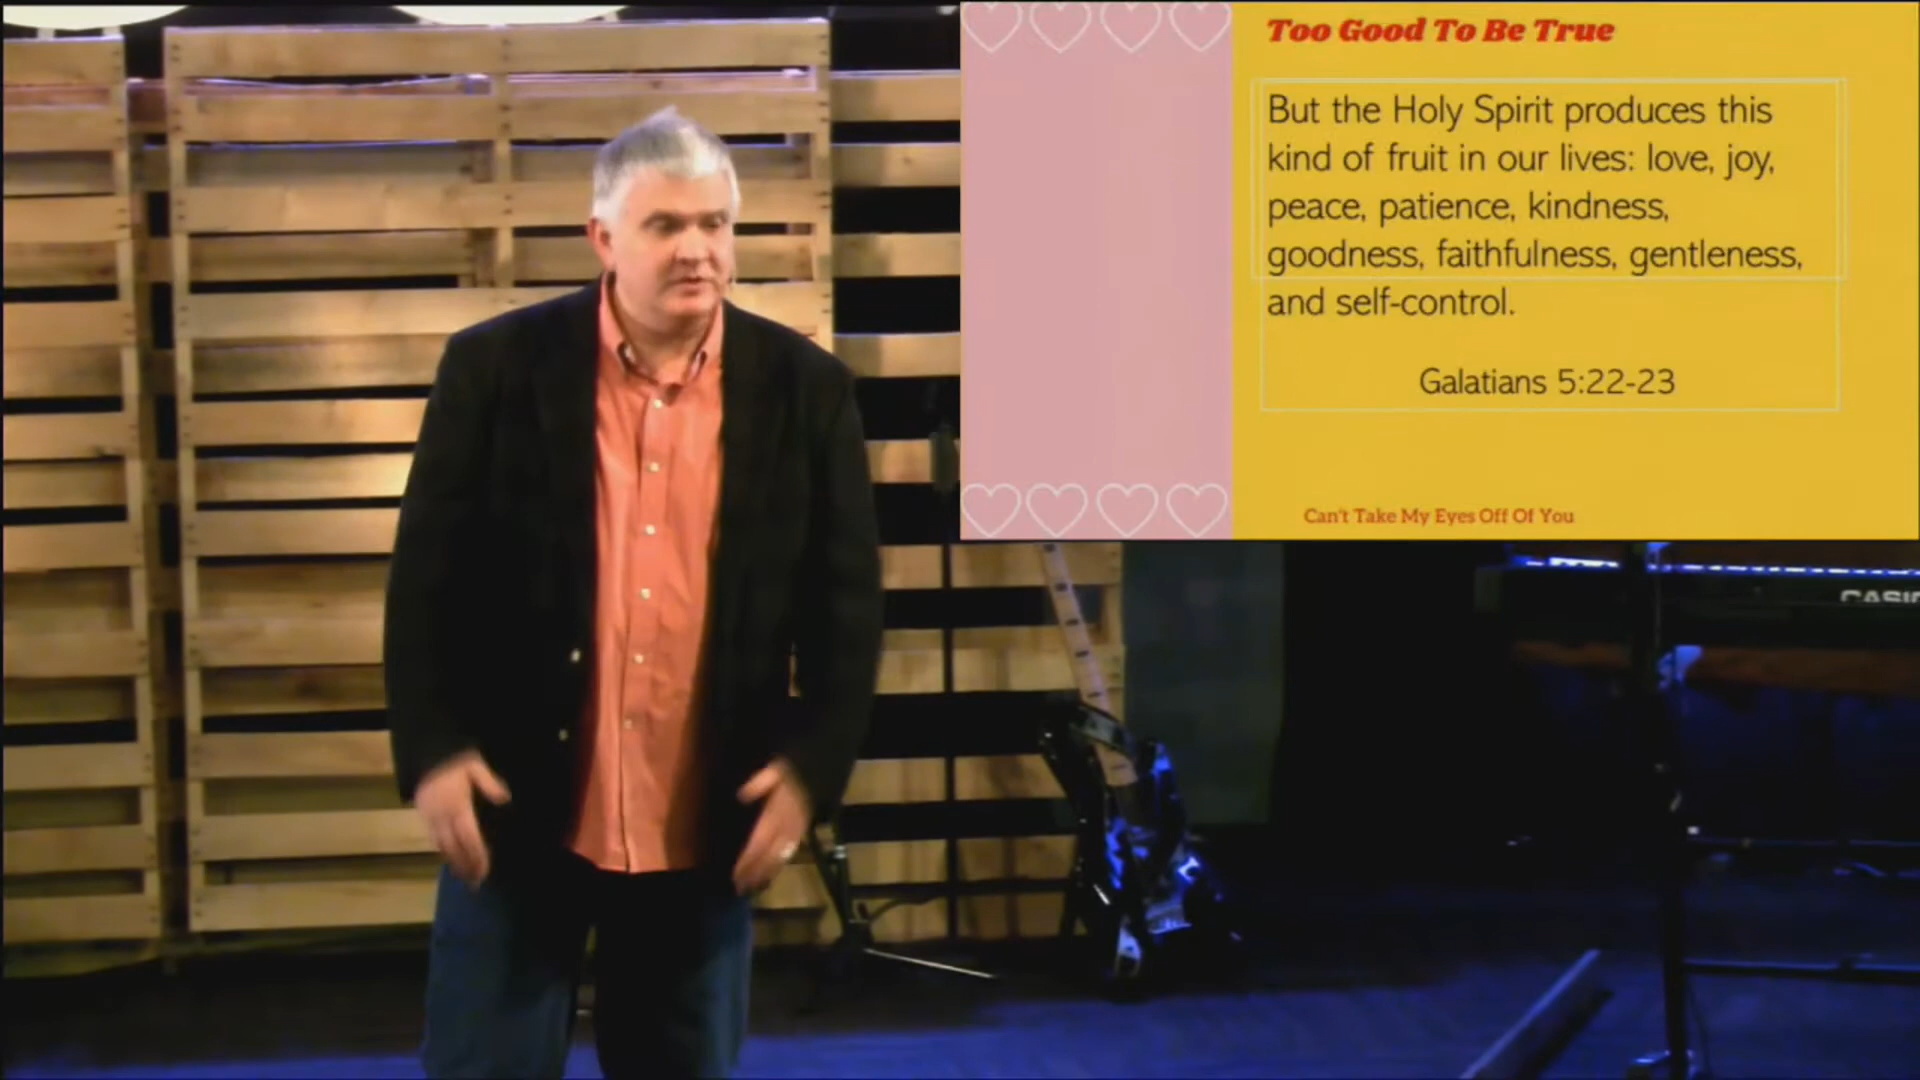 Too Good To Be True
But the Holy Spirit produces this
kind of fruit in our lives: love, joy,
peace, patience, kindness,
goodness, faithfulness, gentleness,
and self-control.
Galatians 5:22-23
Can't Take My Eyes Off Of You